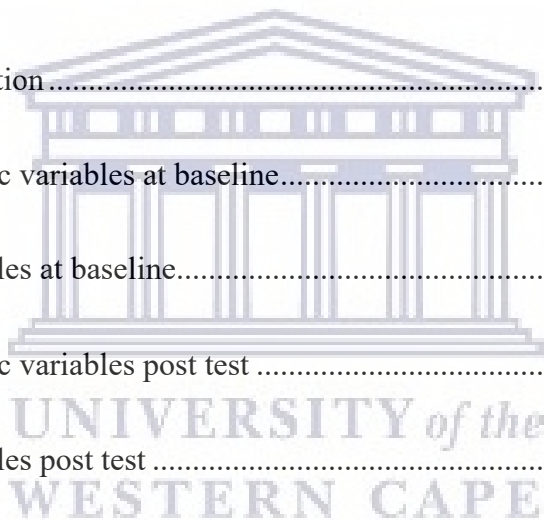 tion ..........................................................
c variables at baseline..............................
les at baseline..........................................
c variables post test .................................
UNIVERSITY of the
les post test .............................................
WESTERN CAPE